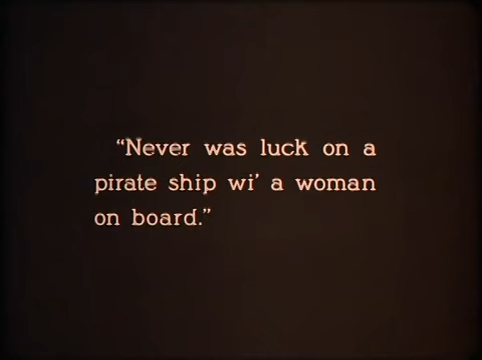 “Never was luck on a
pirate ship wi’ a woman
on board.”